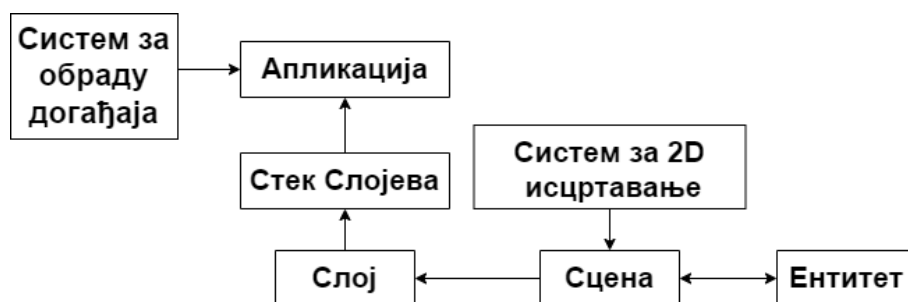 Систем за
обраду
догађаја
Апликација
Стек Слојева
Систем за 2D
исцртавање
Слој
Сцена
Ентитет